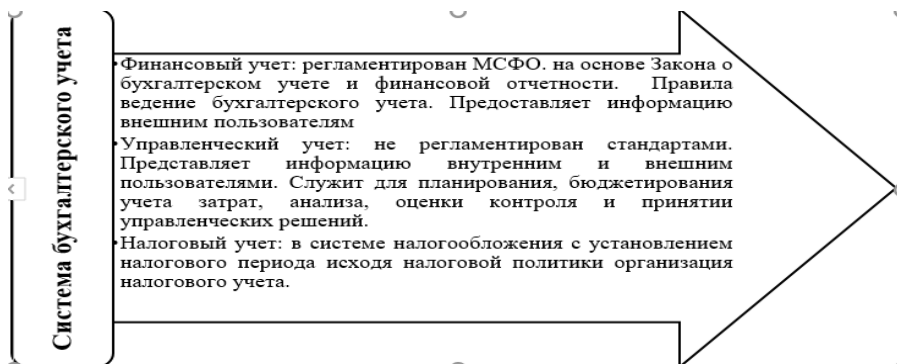 Система бухгалтерского учета
•Финансовый учет: регламентирован МСФО. на основе Закона о
бухгалтерском учете и финансовой отчетности. Правила
ведение бухгалтерского учета. Предоставляет информацию
внешним пользователям
•Управленческий учет: не регламентирован стандартами.
Представляет информацию внутренним и внешним
пользователями. Служит для планирования, бюджетирования
учета затрат, анализа, оценки контроля и принятии
управленческих решений.
•Налоговый учет: в системе налогообложения с установлением
налогового периода исходя налоговой политики организация
налогового учета.